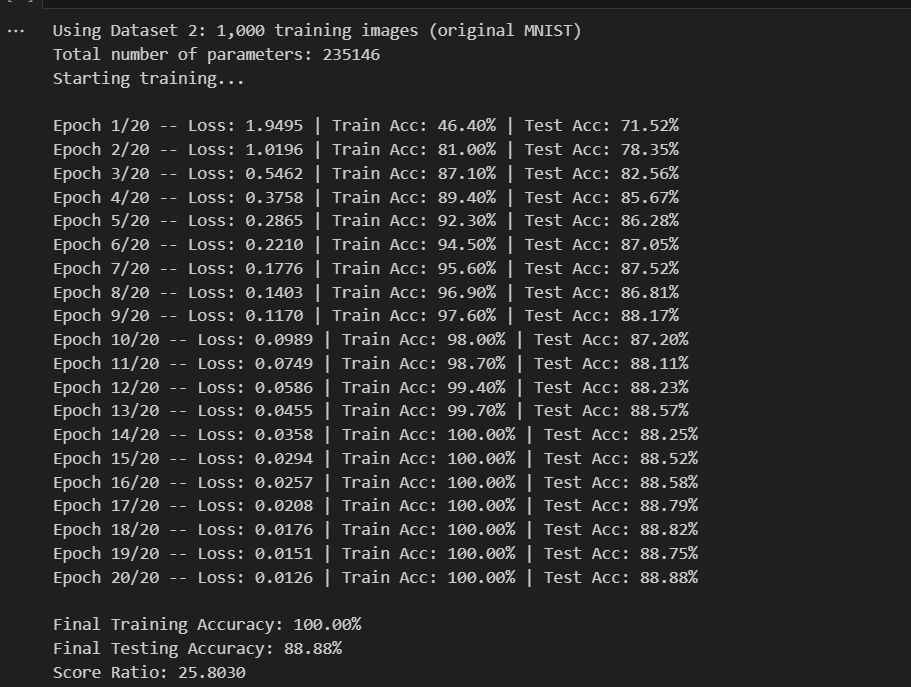 ...
Using Dataset 2: 1,000 training images (original MNIST)
Total number of parameters: 235146
Starting training...
Epoch 1/20 -- Loss: 1.9495 | Train Acc: 46.40% | Test Acc: 71.52%
Epoch 2/20 -- Loss: 1.0196 | Train Acc: 81.00% | Test Acc: 78.35%
Epoch 3/20 -- Loss: 0.5462 | Train Acc: 87.10% | Test Acc: 82.56%
Epoch 4/20 -- Loss: 0.3758 | Train Acc: 89.40% | Test Acc: 85.67%
Epoch 5/20 -- Loss: 0.2865 | Train Acc: 92.30% | Test Acc: 86.28%
Epoch 6/20 -- Loss: 0.2210 | Train Acc: 94.50% | Test Acc: 87.05%
Epoch 7/20 -- Loss: 0.1776 | Train Acc: 95.60% | Test Acc: 87.52%
Epoch 8/20 -- Loss: 0.1403 | Train Acc: 96.90% | Test Acc: 86.81%
Epoch 9/20 -- Loss: 0.1170 | Train Acc: 97.60% | Test Acc: 88.17%
Epoch 10/20 -- Loss: 0.0989 | Train Acc: 98.00% | Test Acc: 87.20%
Epoch 11/20 -- Loss: 0.0749 | Train Acc: 98.70% | Test Acc: 88.11%
Epoch 12/20 -- Loss: 0.0586 | Train Acc: 99.40% | Test Acc: 88.23%
Epoch 13/20 -- Loss: 0.0455 | Train Acc: 99.70% | Test Acc: 88.57%
Epoch 14/20 -- Loss: 0.0358 | Train Acc: 100.00% | Test Acc: 88.25%
Epoch 15/20 -- Loss: 0.0294 | Train Acc: 100.00% | Test Acc: 88.52%
Epoch 16/20 -- Loss: 0.0257 | Train Acc: 100.00% | Test Acc: 88.58%
Epoch 17/20 -- Loss: 0.0208 | Train Acc: 100.00% | Test Acc: 88.79%
Epoch 18/20 -- Loss: 0.0176 | Train Acc: 100.00% | Test Acc: 88.82%
Epoch 19/20 -- Loss: 0.0151 | Train Acc: 100.00% | Test Acc: 88.75%
Epoch 20/20 -- Loss: 0.0126 | Train Acc: 100.00% | Test Acc: 88.88%
Final Training Accuracy: 100.00%
Final Testing Accuracy: 88.88%
Score Ratio: 25.8030